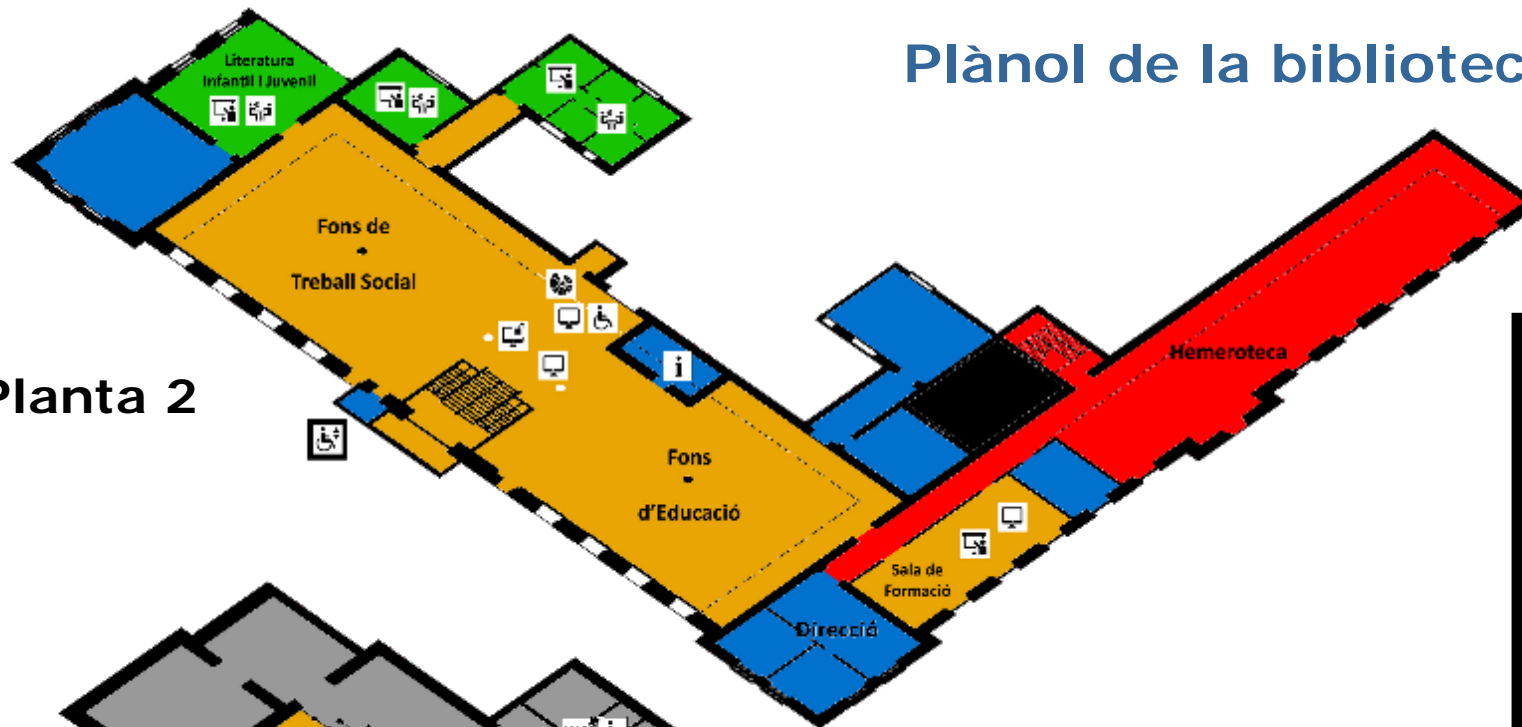 Plànol de la bibliotec
Literatura
Infantil i Juvenil
Fons de
Treball Social
i
Hemeroteca
Planta 2
Fons
d'Educació
Sala de
Formació
Direcció